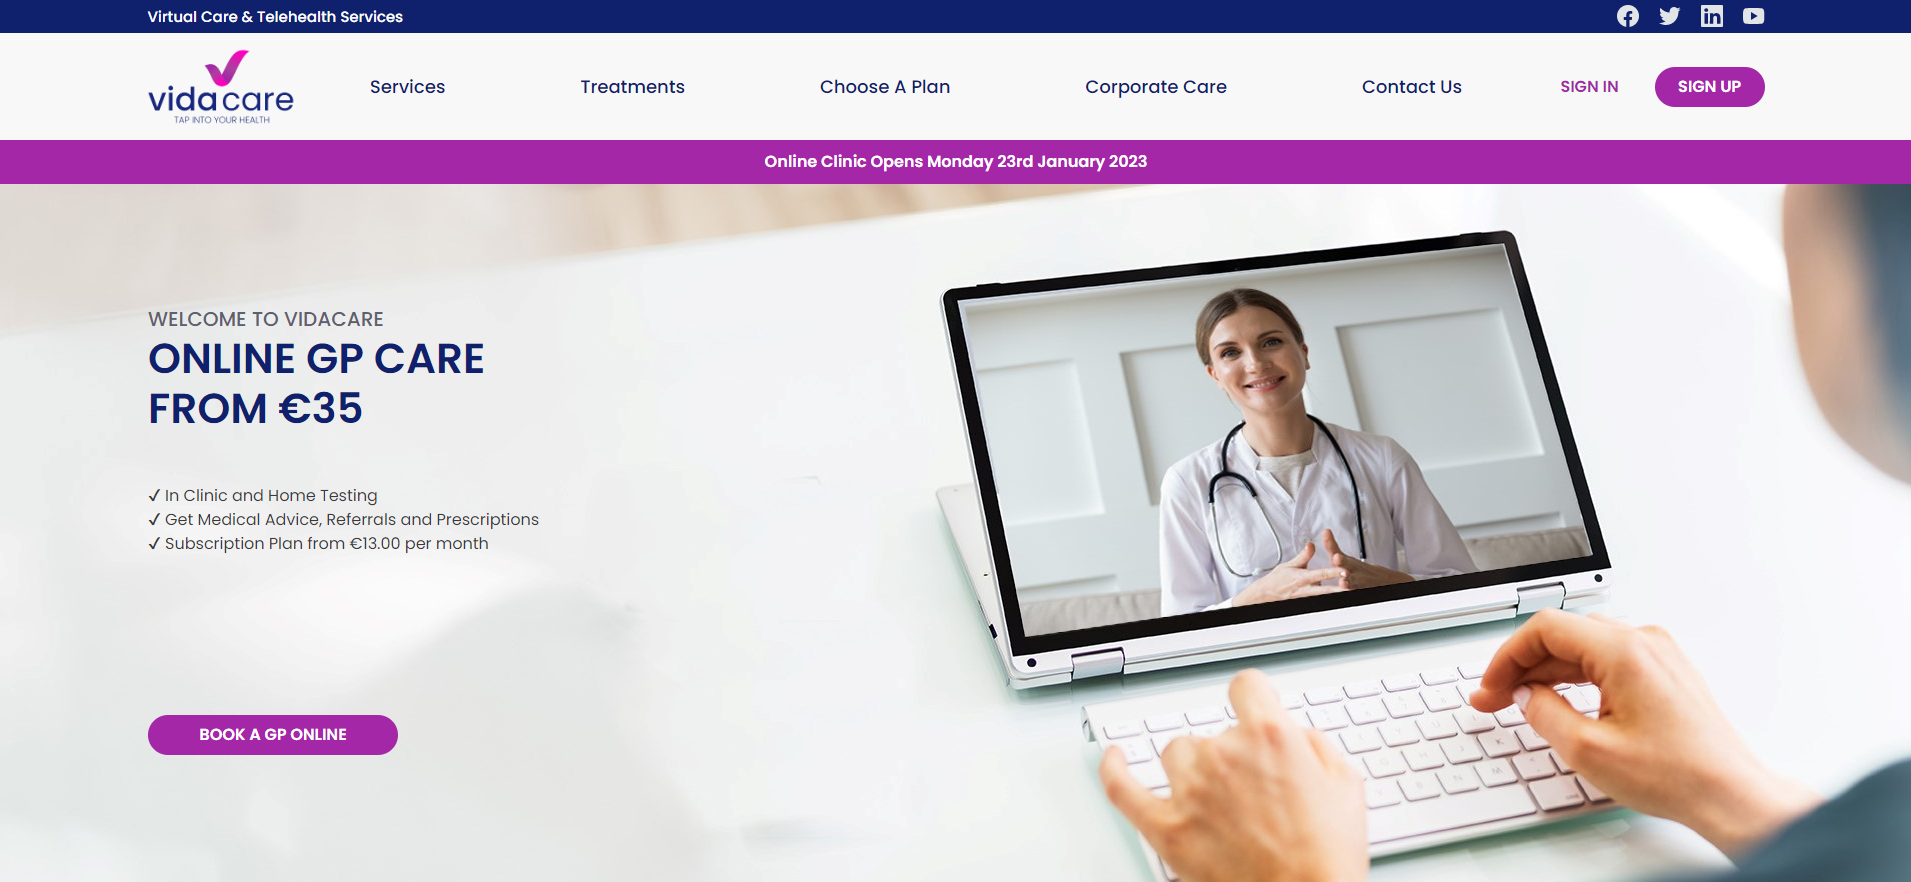 Virtual Care & Telehealth Services
vida care
TAP INTO YOUR HEALTH
Services
Treatments
Choose A Plan
Corporate Care
Contact Us
SIGN IN
SIGN UP
Online Clinic Opens Monday 23rd January 2023
WELCOME TO VIDACARE
ONLINE GP CARE
FROM €35
✓ In Clinic and Home Testing
✓ Get Medical Advice, Referrals and Prescriptions
✓ Subscription Plan from €13.00 per month
BOOK A GP ONLINE